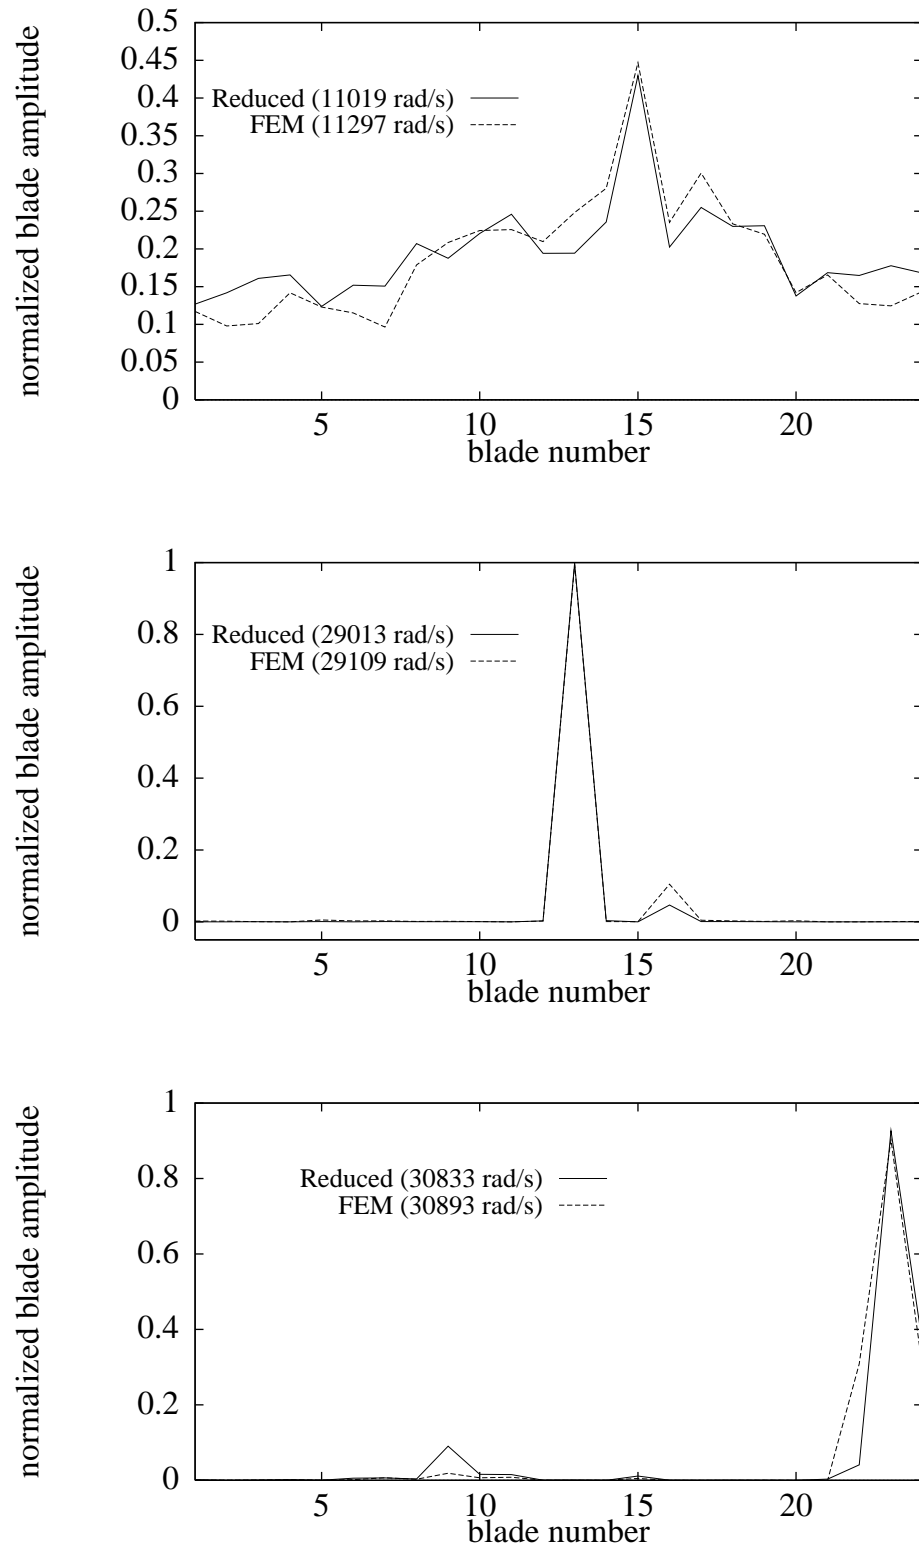 0.5
0.45
0.4
0.35
0.3
0.25
0.2
0.15
0.1
0.05
0
normalized blade amplitude
Reduced (11019 rad/s)
FEM (11297 rad/s)
5 10 15 20
blade number
1
0.8
0.6
0.4
0.2
0
normalized blade amplitude
Reduced (29013 rad/s)
FEM (29109 rad/s)
5 10 15 20
blade number
1
0.8
0.6
0.4
0.2
0
normalized blade amplitude
Reduced (30833 rad/s)
FEM (30893 rad/s)
5 10 15 20
blade number